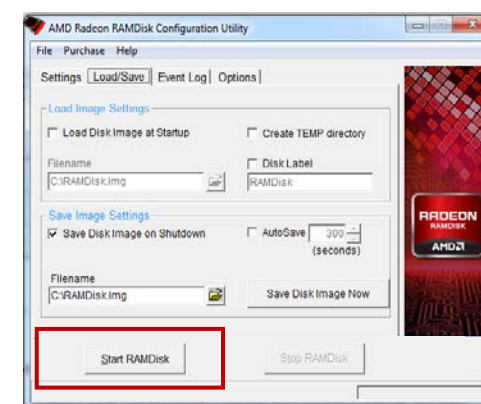 AMD Radeon RAMDisk Configuration Utility
File Purchase Help
Settings Load/Save Event Log Options
Load Image Settings
Load Disk Image at Startup Create TEMP directory
Filename Disk Label
C:\RAMDisk.img RAMDisk
Save Image Settings
Save Disk Image on Shutdown AutoSave 300
(seconds)
Filename
C:\RAMDisk.img Save Disk Image Now
Start RAMDisk Stop RAMDisk
RADEON
RAMDISK
AMD